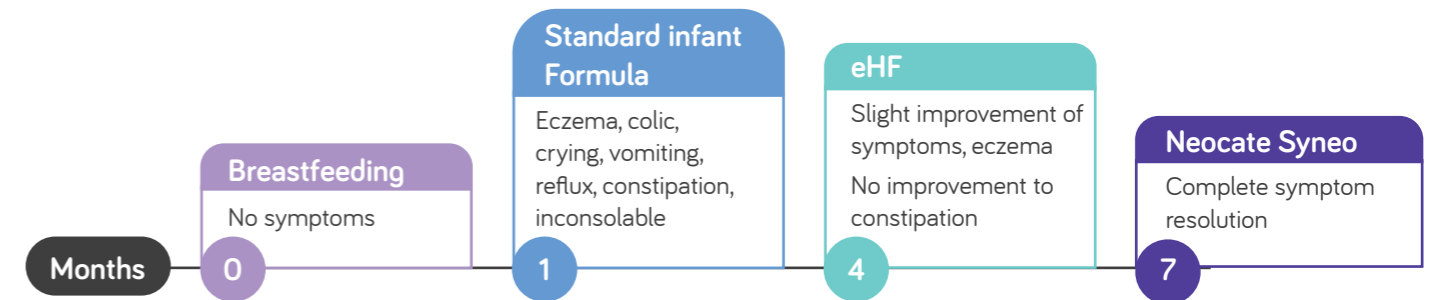 Months
0
Breastfeeding
No symptoms
1
Standard infant
Formula
Eczema, colic,
crying, vomiting,
reflux, constipation,
inconsolable
4
eHF
Slight improvement of
symptoms, eczema
No improvement to
constipation
7
Neocate Syneo
Complete symptom
resolution